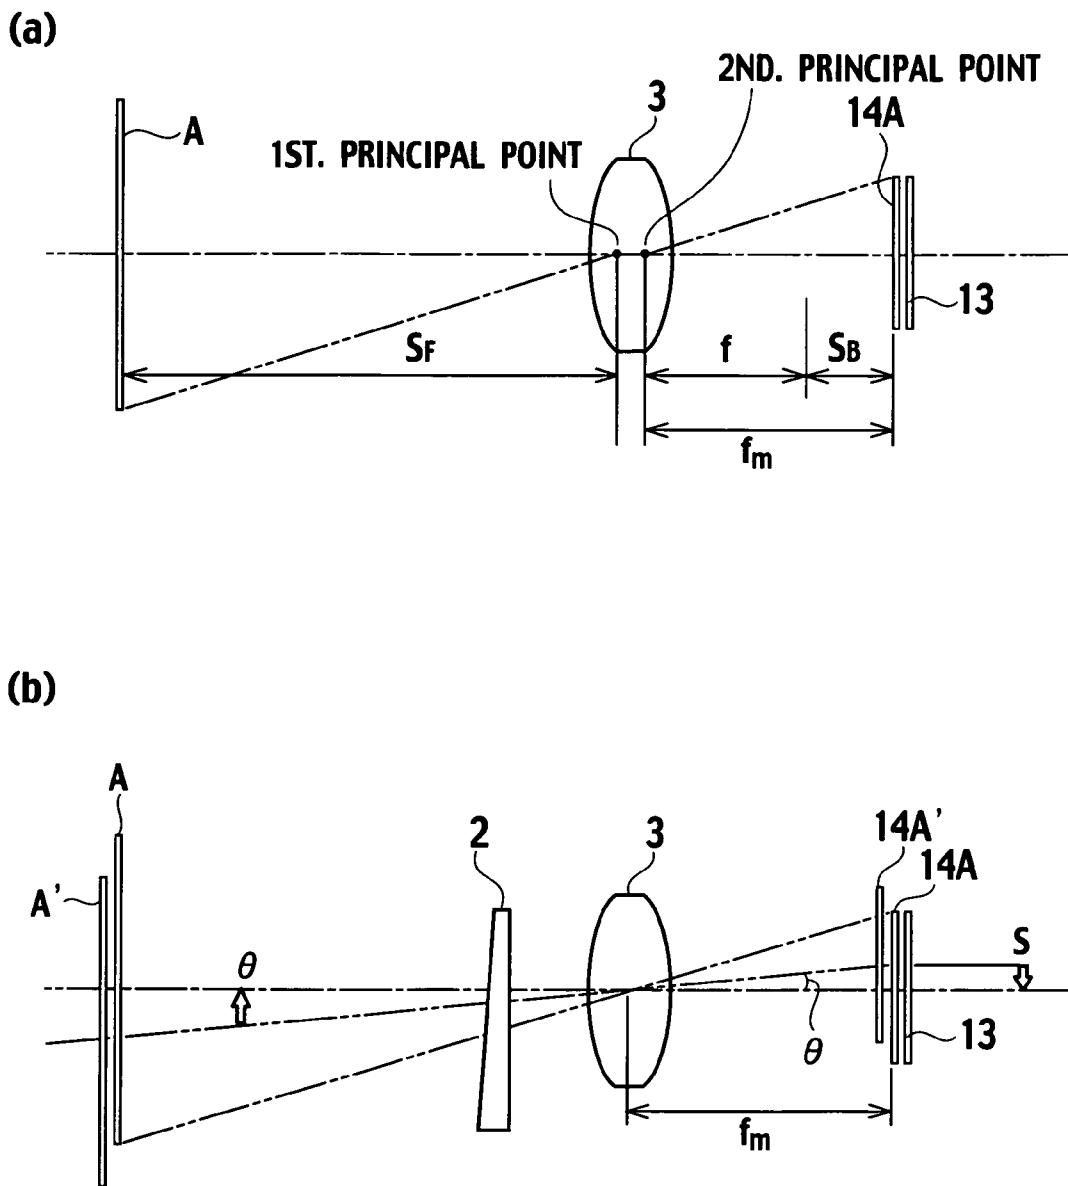 (a)
2ND. PRINCIPAL POINT
3
14A
A
1ST. PRINCIPAL POINT
13
SF
f
SB
fm
(b)
A
2
3
14A'
14A
A'
θ
S
θ
13
fm